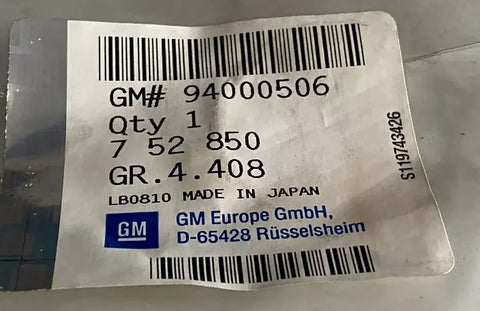 GM# 94000506
Qty 1
7 52 850
GR.4.408
LB0810 MADE IN JAPAN
GM
GM Europe GmbH,
D-65428 Rüsselsheim
S119743426